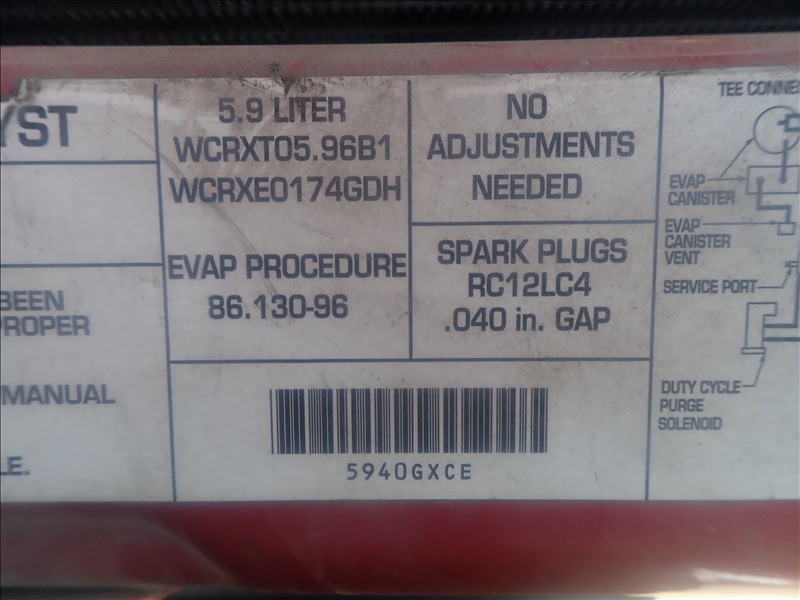 YST
BEEN
PROPER
MANUAL
LE.
5.9 LITER
WCRXT05.96B1
WCRXE0174GDH
EVAP PROCEDURE
86.130-96
NO
ADJUSTMENTS
NEEDED
SPARK PLUGS
RC12LC4
.040 in. GAP
5940GXCE
TEE CONNE
EVAP
CANISTER
EVAP
CANISTER
VENT
SERVICE PORT
DUTY CYCLE
PURGE
SOLENOID